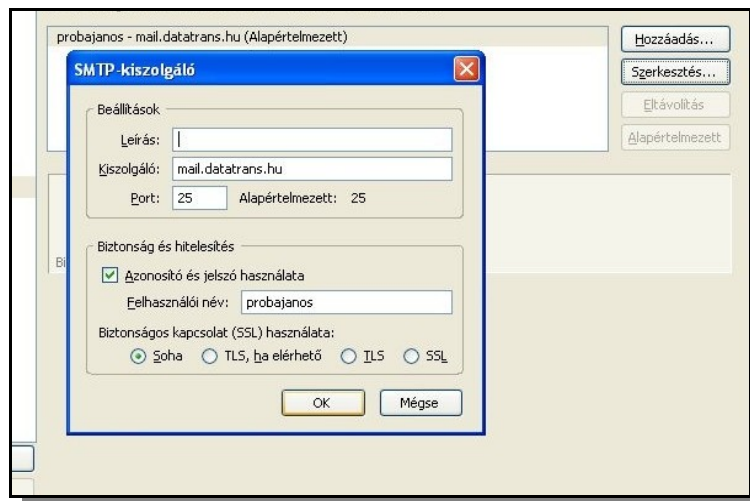 probajanos - mail.datatrans.hu (Alapértelmezett)
Hozzáadás...
Szerkesztés...
Eltávolítás
Alapértelmezett
SMTP-kiszolgáló
Beállítások
Leírás:
Kiszolgáló: mail.datatrans.hu
Port: 25 Alapértelmezett: 25
Biztonság és hitelesítés
Azonosító és jelszó használata
Felhasználói név: probajanos
Biztonságos kapcsolat (SSL) használata:
Soha TLS, ha elérhető TLS SSL
OK Mégse